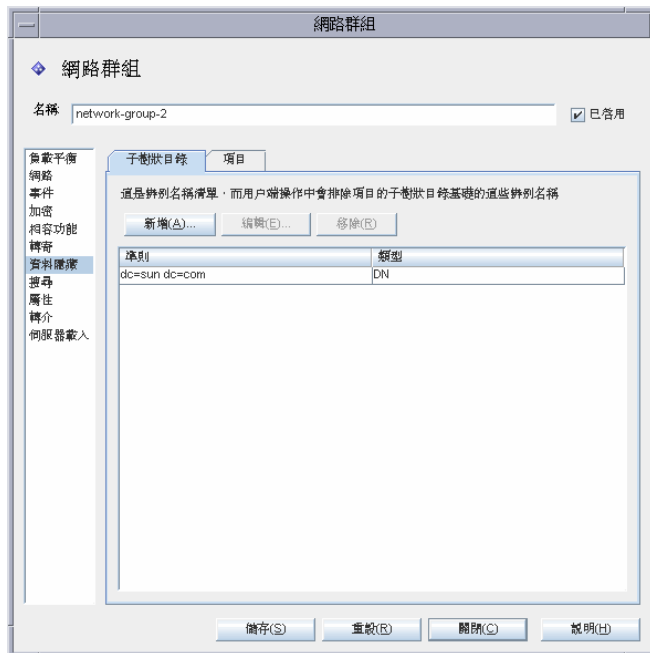 網路群組
網路群組
名稱 network-group-2 已啓用
負載平衡
網路
事件
加密
相容功能
轉寄
資料隱藏
搜尋
屬性
轉介
伺服器載入
子樹狀目錄 項目
這是辨別名稱清單，而用戶端操作中會排除項目的子樹狀目錄基礎的這些辨別名稱
新增(A)... 編輯(E)... 移除(R)
準則 類型
dc=sun dc=com DN
儲存(S) 重設(R) 關閉(C) 說明(H)